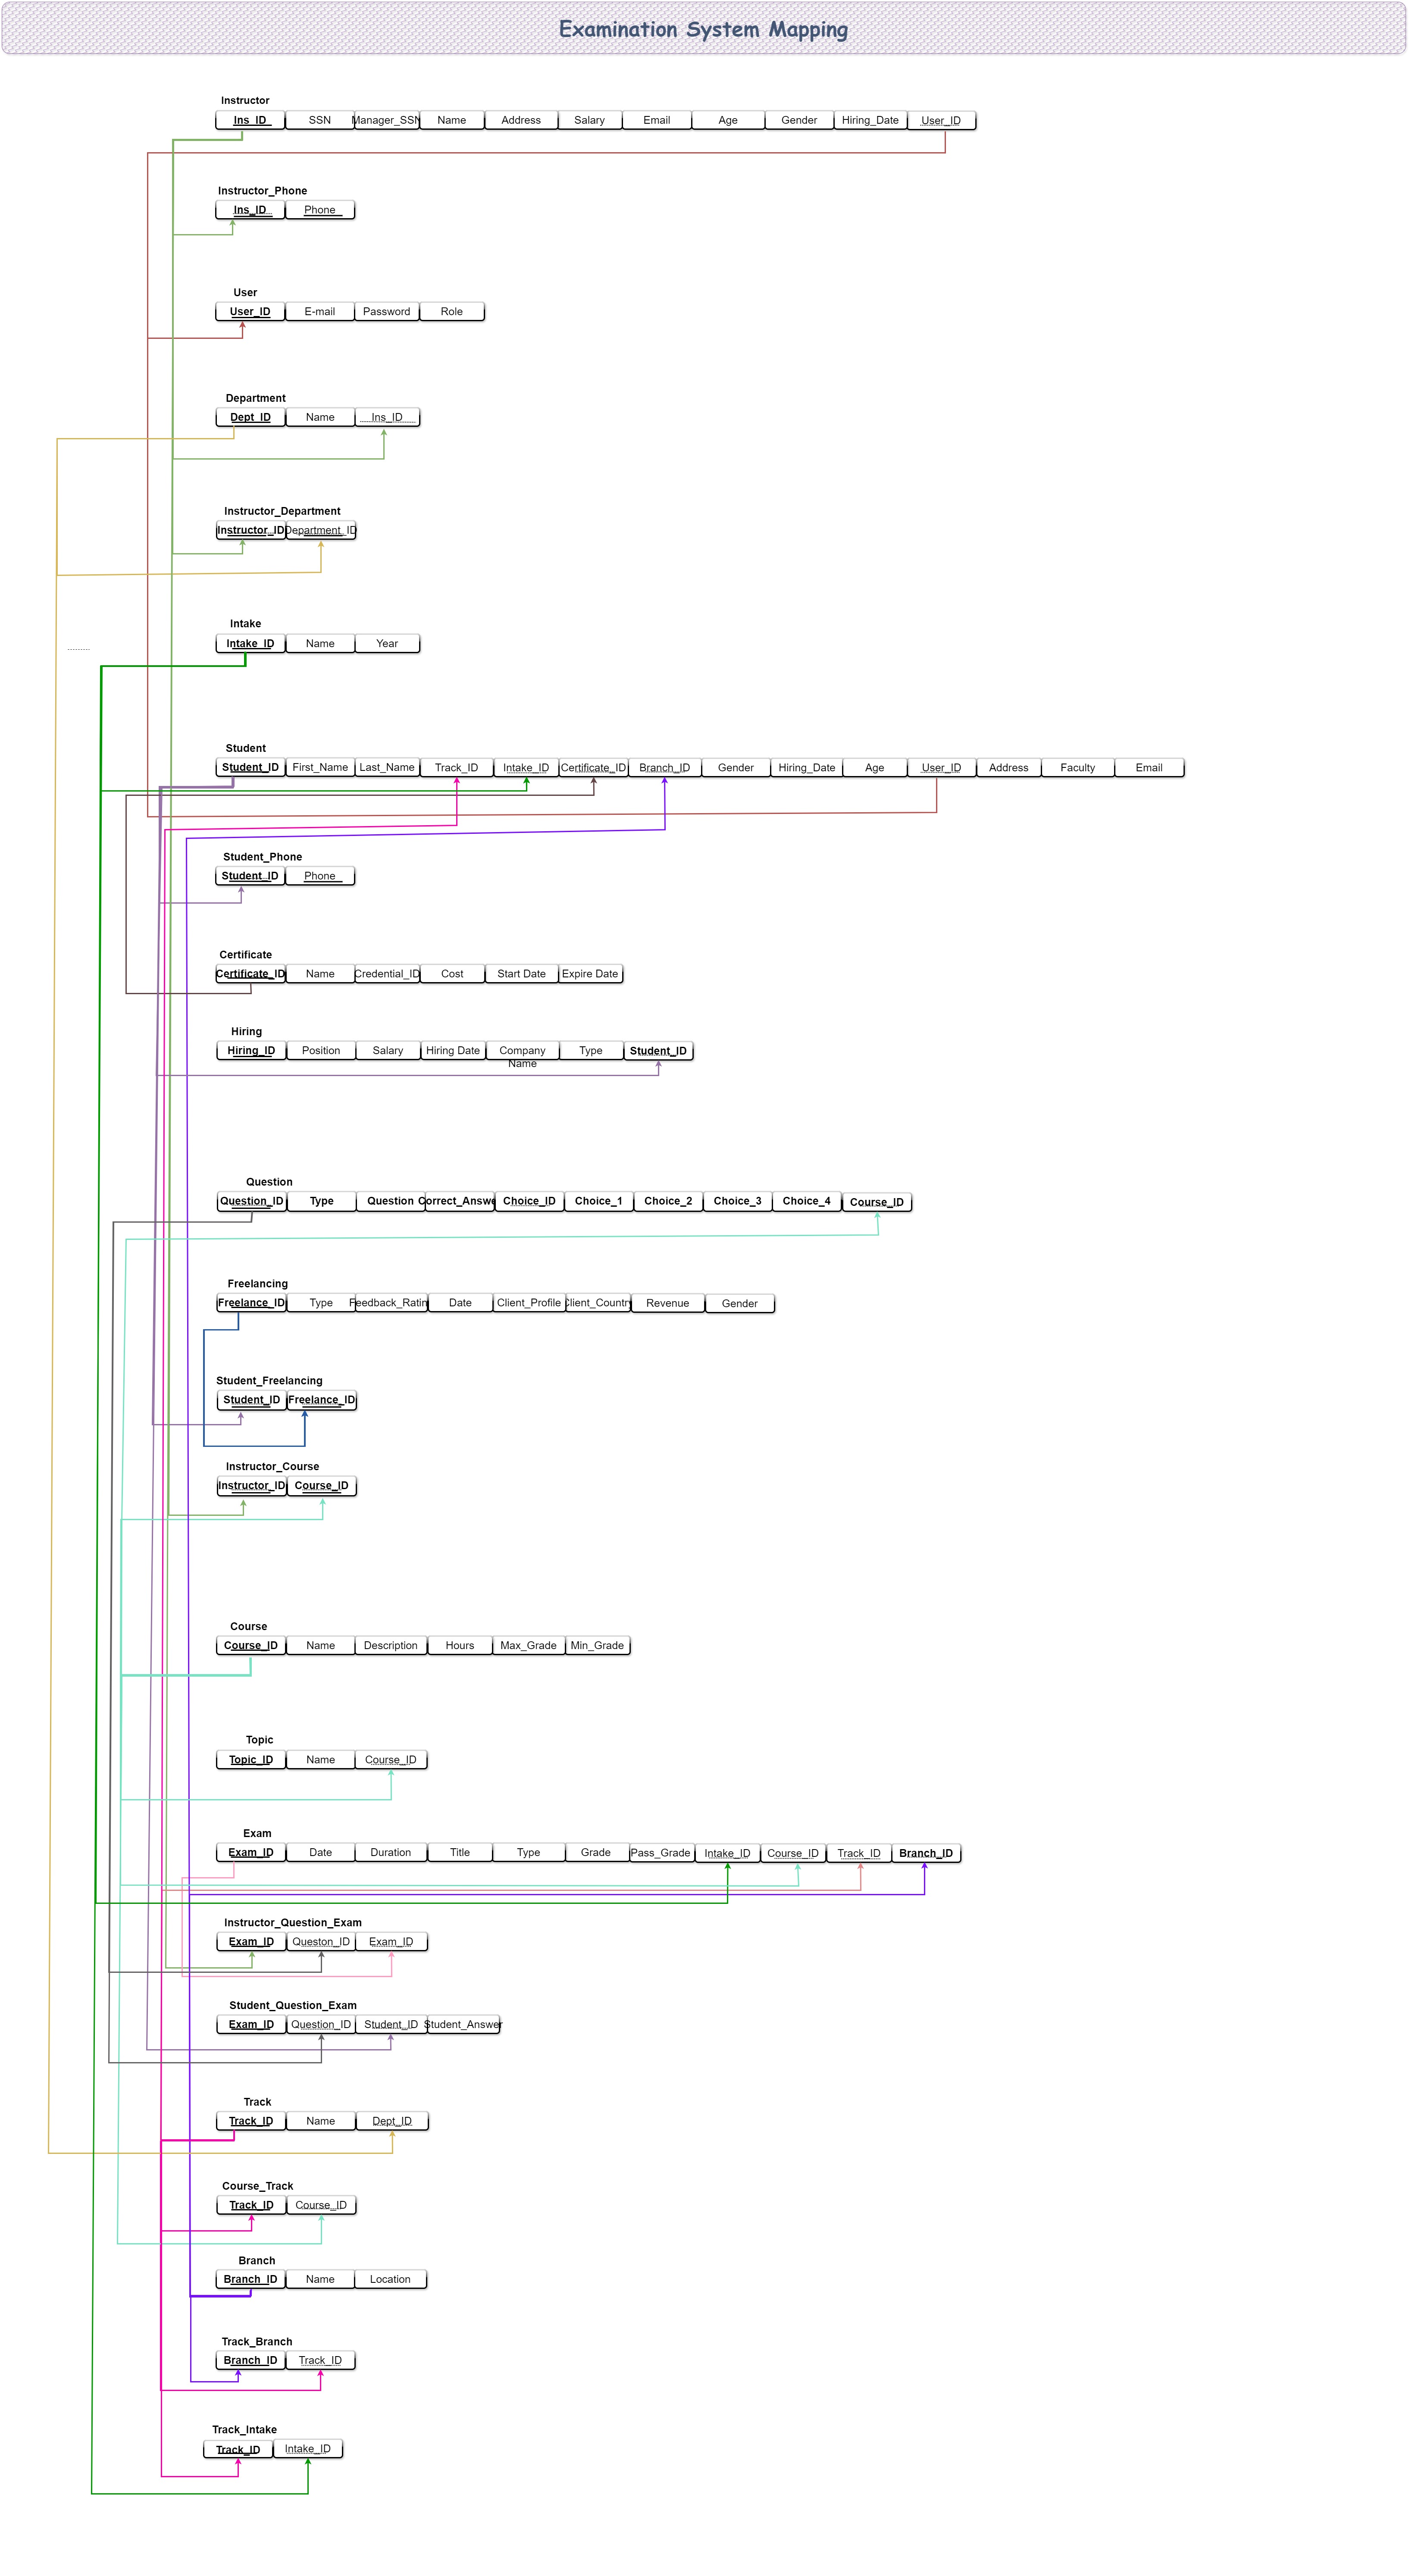 Examination System Mapping
Instructor
Ins_ID SSN Manager_SSN Name Address Salary Email Age Gender Hiring_Date User_ID
Instructor_Phone
Ins_ID Phone
User
User_ID E-mail Password Role
Department
Dept_ID Name Ins_ID
Instructor_Department
Instructor_ID Department_ID
Intake
Intake_ID Name Year
Student
Student_ID First_Name Last_Name Track_ID Intake_ID Certificate_ID Branch_ID Gender Hiring_Date Age User_ID Address Faculty Email
Student_Phone
Student_ID Phone
Certificate
Certificate_ID Name Credential_ID Cost Start Date Expire Date
Hiring
Hiring_ID Position Salary Hiring Date Company Type Student_ID
Name
Question
Question_ID Type Question Correct_Answe Choice_ID Choice_1 Choice_2 Choice_3 Choice_4 Course_ID
Freelancing
Freelance_ID Type Feedback_Ratin Date Client_Profile Client_Country Revenue Gender
Student_Freelancing
Student_ID Freelance_ID
Instructor_Course
Instructor_ID Course_ID
Course
Course_ID Name Description Hours Max_Grade Min_Grade
Topic
Topic_ID Name Course_ID
Exam
Exam_ID Date Duration Title Type Grade Pass_Grade Intake_ID Course_ID Track_ID Branch_ID
Instructor_Question_Exam
Exam_ID Queston_ID Exam_ID
Student_Question_Exam
Exam_ID Question_ID Student_ID Student_Answer
Track
Track_ID Name Dept_ID
Course_Track
Track_ID Course_ID
Branch
Branch_ID Name Location
Track_Branch
Branch_ID Track_ID
Track_Intake
Track_ID Intake_ID